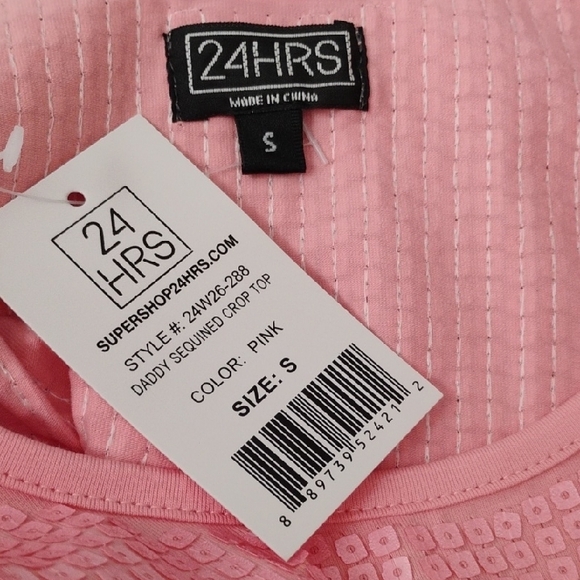 24HRS
MADE IN CHINA
S
24
HRS
SUPERSHOP24HRS.COM
STYLE #: 24W26-288
DADDY SEQUINED CROP TOP
COLOR: PINK
SIZE: S
8 89739 52421 2